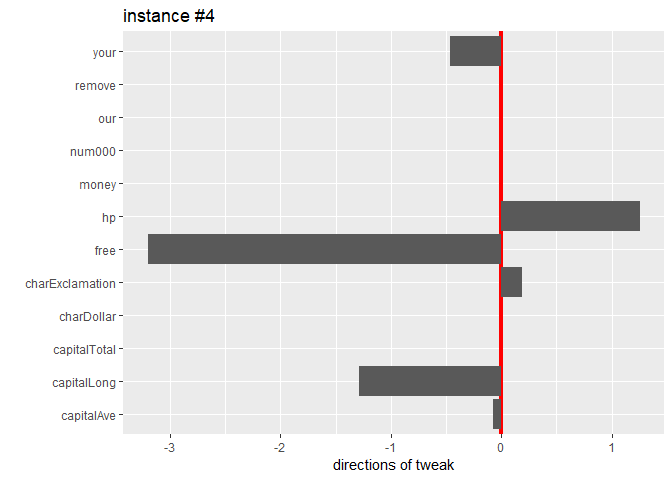 instance #4
your
remove
our
num000
money
hp
free
charExclamation
charDollar
capitalTotal
capitalLong
capitalAve
-3 -2 -1 0 1
directions of tweak